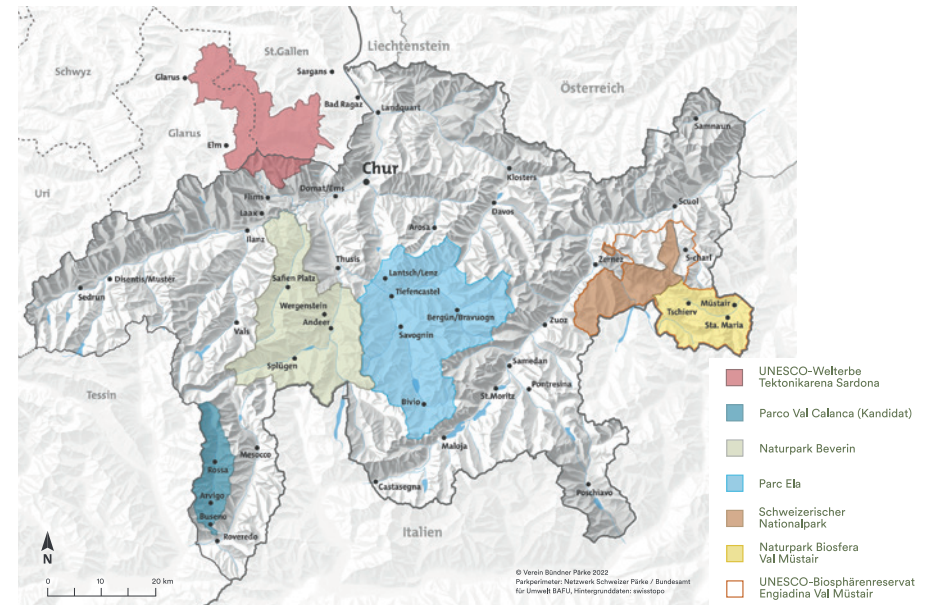 Liechtenstein
St.Gallen
Schwyz
Sargans
Glarus
Österreich
Bad Ragaz
Landquart
Samnaun
Glarus
Elm
Chur
Klosters
Uri
Domat/Ems
Flims
Davos
Scuol
Laax
Arosa
Ilanz
S-charl
Thusis
Zernez
Disentis/Mustér
Safien Platz
Lantsch/Lenz
Sedrun
Tiefencastel
Wergenstein
Müstair
Tschierv
Andeer
Bergün/Bravuogn
Zuoz
Sta. Maria
Vals
Savognin
Splügen
Samedan
St.Moritz
Pontresina
Tessin
Bivio
Maloja
Mesocco
Rossa
Castasegna
Poschiavo
Arvigo
Buseno
Italien
Roveredo
N
0 10 20 km
© Verein Bündner Pärke 2022
Parkperimeter: Netzwerk Schweizer Pärke / Bundesamt
für Umwelt BAFU, Hintergrunddaten: swisstopo
UNESCO-Welterbe
Tektonikarena Sardona
Parco Val Calanca (Kandidat)
Naturpark Beverin
Parc Ela
Schweizerischer
Nationalpark
Naturpark Biosfera
Val Müstair
UNESCO-Biosphärenreservat
Engiadina Val Müstair